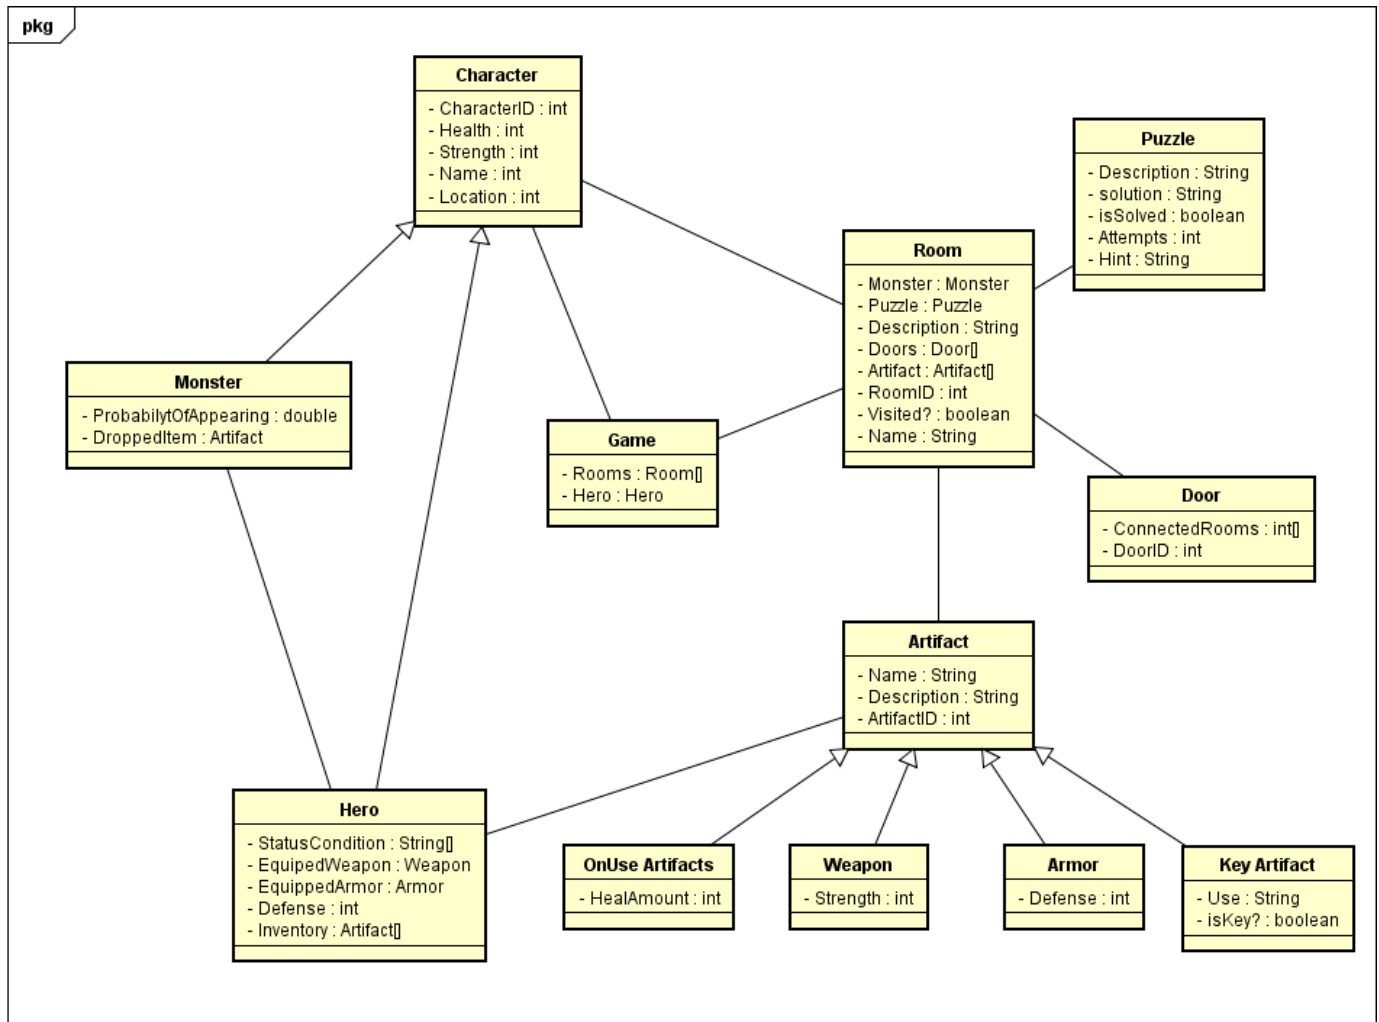 pkg
Character
- CharacterID : int
- Health : int
- Strength : int
- Name : int
- Location : int
Puzzle
- Description : String
- solution : String
- isSolved : boolean
- Attempts : int
- Hint : String
Room
- Monster : Monster
- Puzzle : Puzzle
- Description : String
- Doors : Door[]
- Artifact : Artifact[]
- RoomID : int
- Visited? : boolean
- Name : String
Monster
- ProbabilytOfAppearing : double
- DroppedItem : Artifact
Game
- Rooms : Room[]
- Hero : Hero
Door
- ConnectedRooms : int[]
- DoorID : int
Artifact
- Name : String
- Description : String
- ArtifactID : int
Hero
- StatusCondition : String[]
- EquipedWeapon : Weapon
- EquippedArmor : Armor
- Defense : int
- Inventory : Artifact[]
OnUse Artifacts
- HealAmount : int
Weapon
- Strength : int
Armor
- Defense : int
Key Artifact
- Use : String
- isKey? : boolean